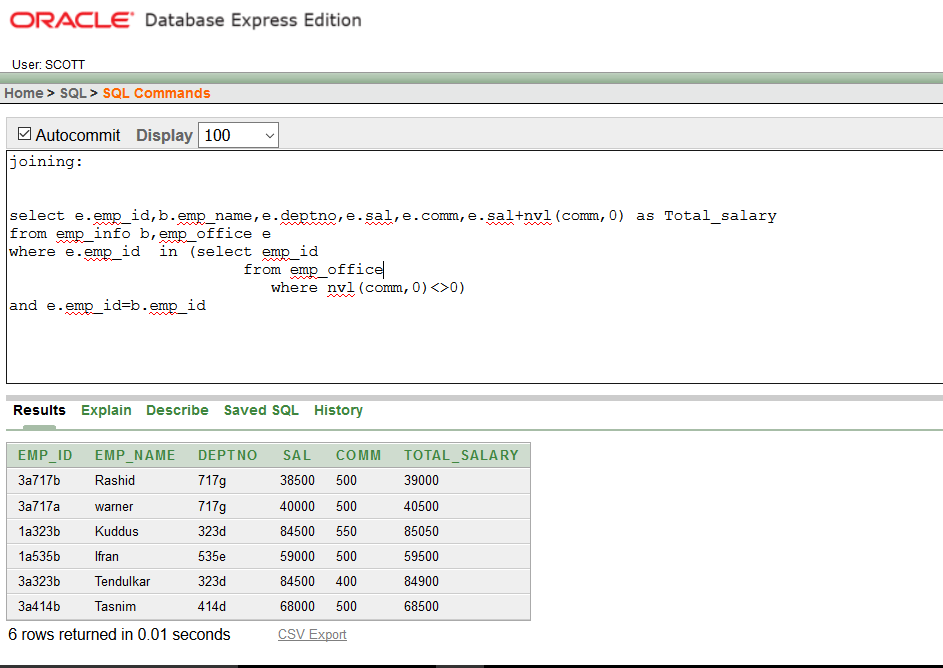 ORACLE® Database Express Edition
User: SCOTT
Home > SQL > SQL Commands
Autocommit Display 100
joining:
select e.emp_id,b.emp_name,e.deptno,e.sal,e.comm,e.sal+nvl(comm,0) as Total_salary
from emp_info b,emp_office e
where e.emp_id  in (select emp_id
from emp_office
where nvl(comm,0)<>0)
and e.emp_id=b.emp_id
Results Explain Describe Saved SQL History
EMP_ID EMP_NAME DEPTNO SAL COMM TOTAL_SALARY
3a717b Rashid 717g 38500 500 39000
3a717a warner 717g 40000 500 40500
1a323b Kuddus 323d 84500 550 85050
1a535b Ifran 535e 59000 500 59500
3a323b Tendulkar 323d 84500 400 84900
3a414b Tasnim 414d 68000 500 68500
6 rows returned in 0.01 seconds CSV Export